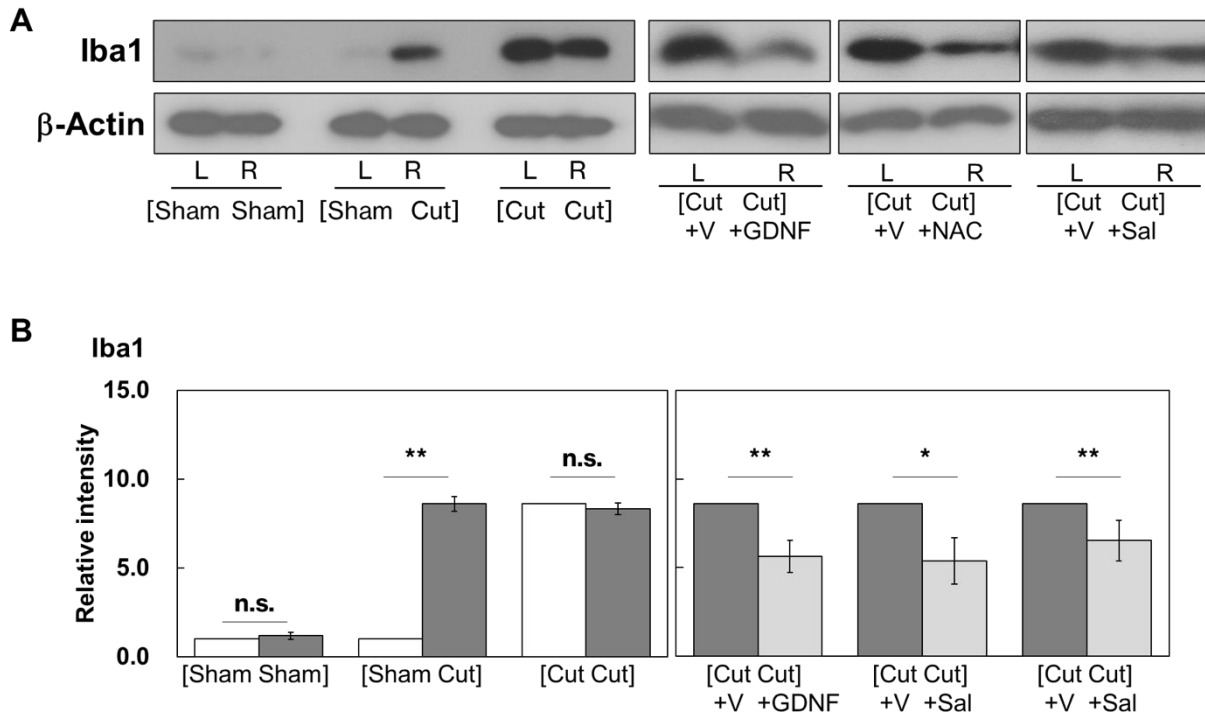 A
Iba1
β-Actin
L R L R L R L R L R L R
[Sham Sham] [Sham Cut] [Cut Cut] [Cut Cut] [Cut Cut] [Cut Cut]
+V +GDNF +V +NAC +V +Sal
B
Iba1
Relative intensity
15.0
10.0
5.0
0.0
n.s. ** n.s. ** * **
[Sham Sham] [Sham Cut] [Cut Cut] [Cut Cut] [Cut Cut] [Cut Cut]
+V +GDNF +V +Sal +V +Sal